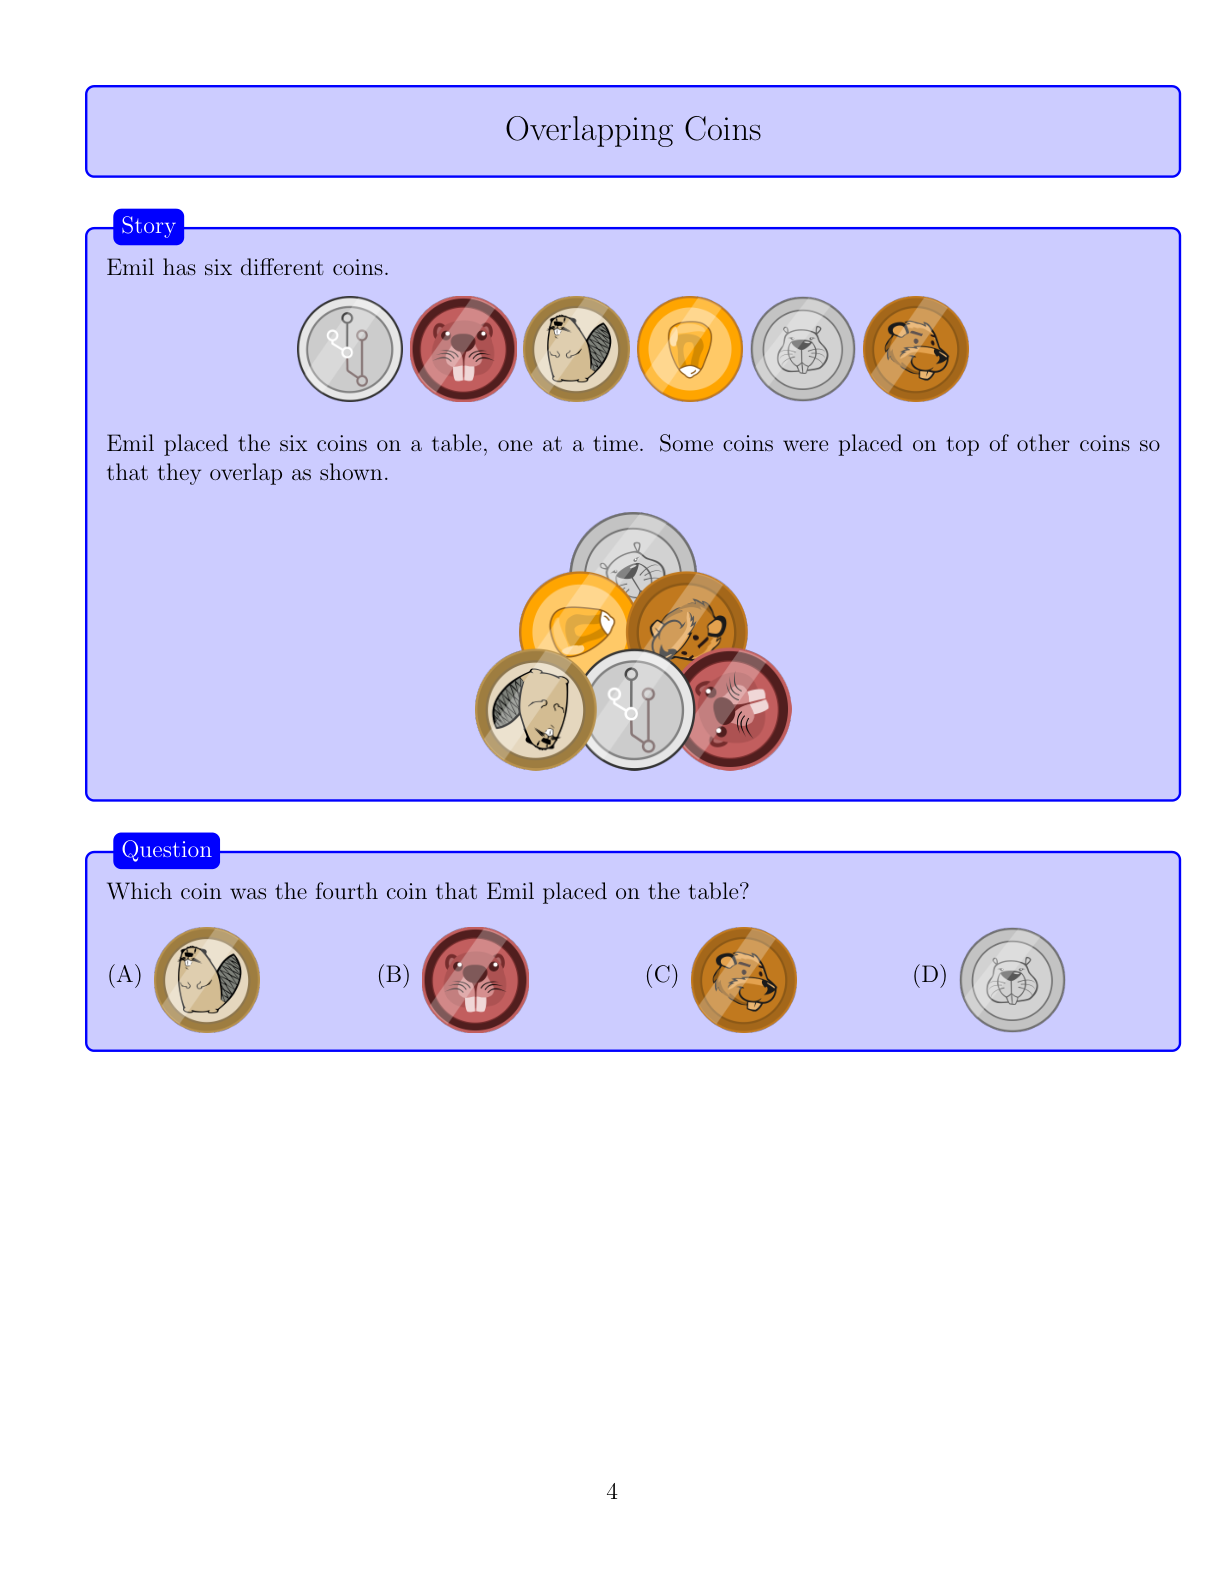 Overlapping Coins
Story
Emil has six different coins.
Emil placed the six coins on a table, one at a time. Some coins were placed on top of other coins so
that they overlap as shown.
Question
Which coin was the fourth coin that Emil placed on the table?
(A) (B) (C) (D)
4